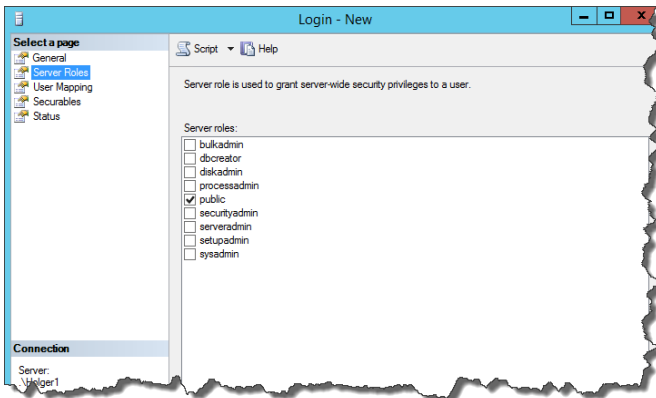 Login - New
Select a page
General
Server Roles
User Mapping
Securables
Status
Script Help
Server role is used to grant server-wide security privileges to a user.
Server roles:
bulkadmin
dbcreator
diskadmin
processadmin
public
securityadmin
serveradmin
setupadmin
sysadmin
Connection
Server:
.\Holger1